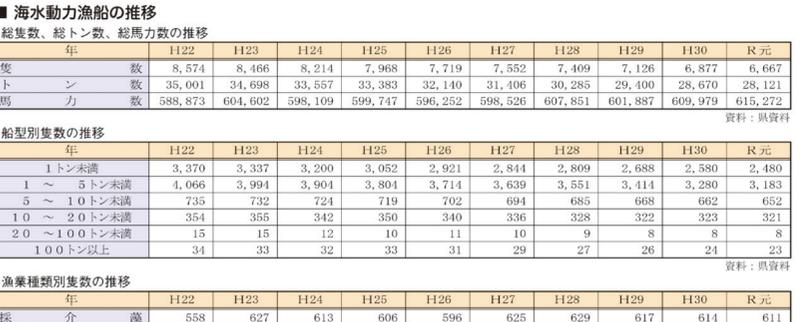 ■ 海水動力漁船の推移
総隻数、総トン数、総馬力数の推移
年 H22 H23 H24 H25 H26 H27 H28 H29 H30 R元
隻数 8,574 8,466 8,214 7,968 7,719 7,552 7,409 7,126 6,877 6,667
トン数 35,001 34,698 33,557 33,383 32,140 31,406 30,285 29,400 28,670 28,121
馬力数 588,873 604,602 598,109 599,747 596,252 598,526 607,851 601,887 609,979 615,272
資料：県資料
船型別隻数の推移
年 H22 H23 H24 H25 H26 H27 H28 H29 H30 R元
1トン未満 3,370 3,337 3,200 3,052 2,921 2,844 2,809 2,688 2,580 2,480
1 ～ 5トン未満 4,066 3,994 3,904 3,804 3,714 3,639 3,551 3,414 3,280 3,183
5 ～ 10トン未満 735 732 724 719 702 694 685 668 662 652
10 ～ 20トン未満 354 355 342 350 340 336 328 322 323 321
20 ～100トン未満 15 15 12 10 11 10 9 8 8 8
100トン以上 34 33 32 33 31 29 27 26 24 23
資料：県資料
漁業種類別隻数の推移
年 H22 H23 H24 H25 H26 H27 H28 H29 H30 R元
採介藻 558 627 613 606 596 625 629 617 614 611